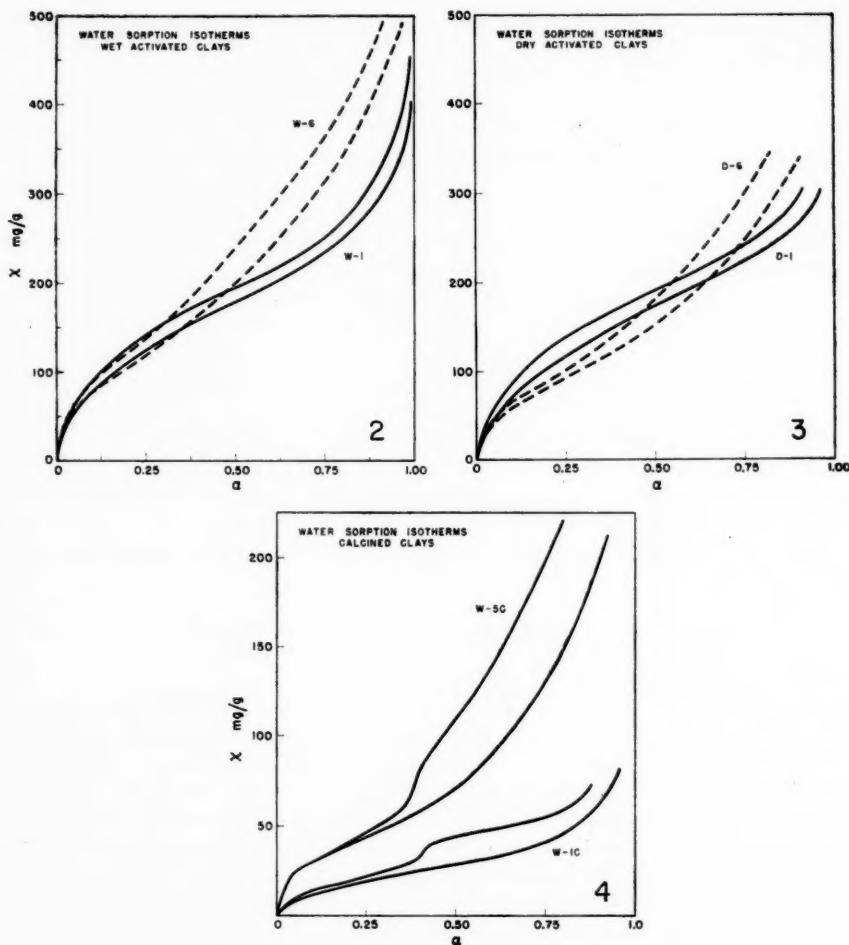 500
400
300
200
100
0
X mg/g
WATER SORPTION ISOTHERMS
WET ACTIVATED CLAYS
W-6
W-1
2
0
0.25
0.50
0.75
1.00
α
500
400
300
200
100
0
WATER SORPTION ISOTHERMS
DRY ACTIVATED CLAYS
D-6
D-1
3
0
0.25
0.50
0.75
1.00
α
200
150
100
50
X mg/g
WATER SORPTION ISOTHERMS
CALCINED CLAYS
W-5C
W-1C
4
0
0.25
0.50
0.75
1.0
α